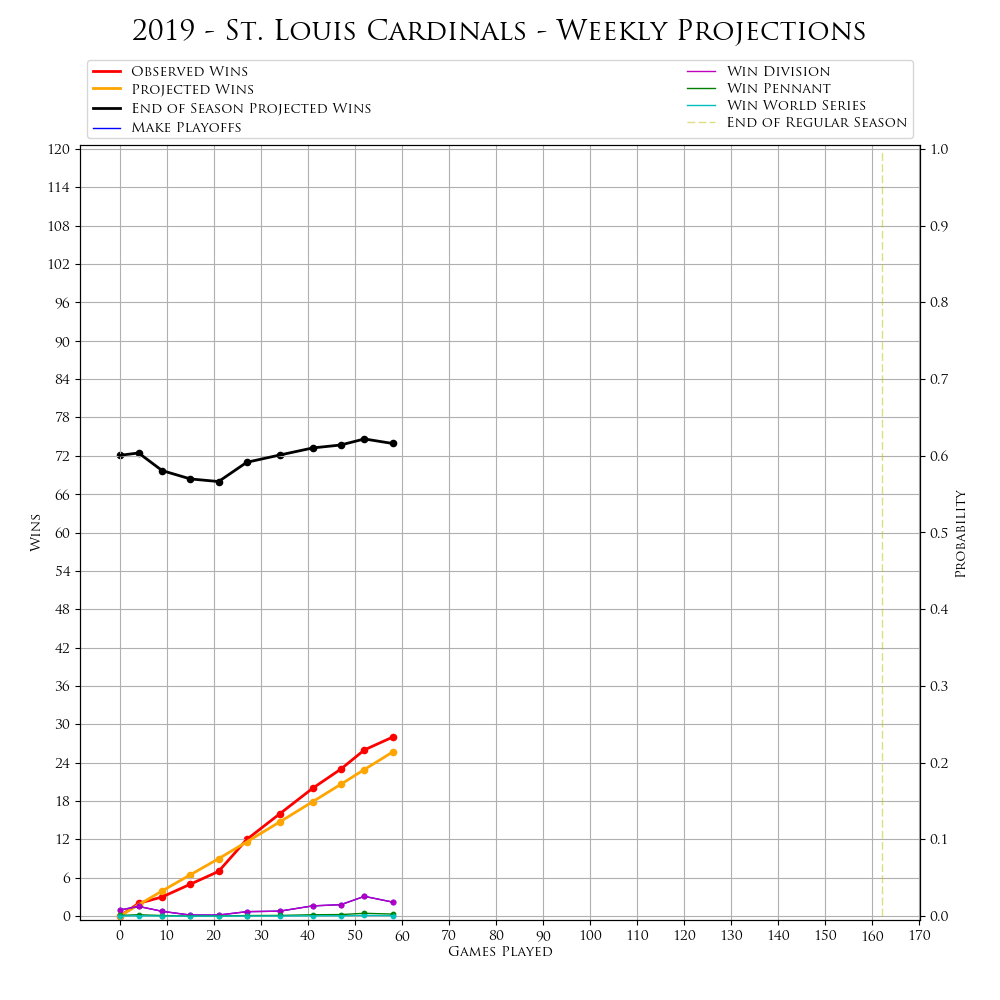 2019 - St. Louis Cardinals - Weekly Projections
Observed Wins
Projected Wins
End of Season Projected Wins
Make Playoffs
Win Division
Win Pennant
Win World Series
End of Regular Season
120
114
108
102
96
90
84
78
72
66
60
54
48
42
36
30
24
18
12
6
0
Wins
1.0
0.9
0.8
0.7
0.6
0.5
0.4
0.3
0.2
0.1
0.0
Probability
0 10 20 30 40 50 60 70 80 90 100 110 120 130 140 150 160 170
Games Played